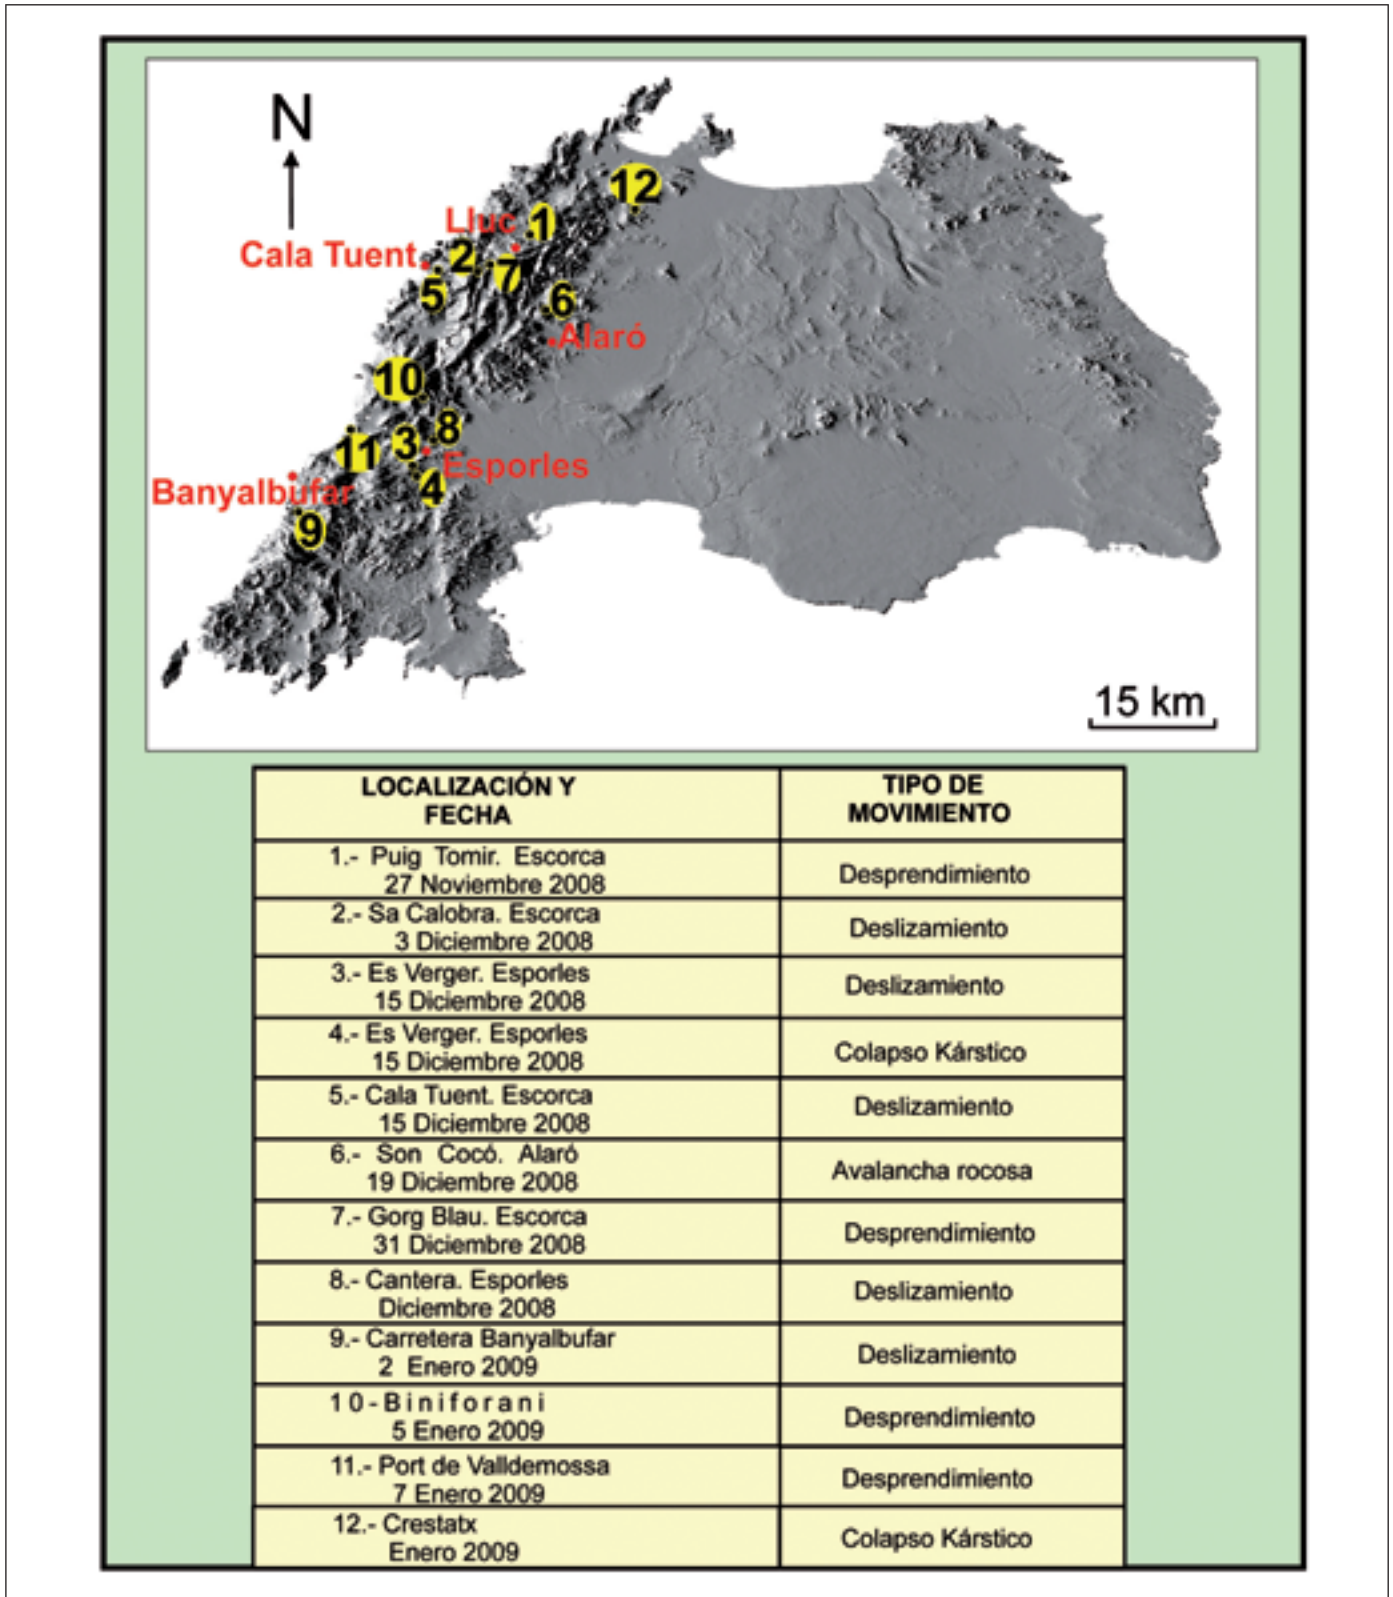 N
12
Lluc
1
Cala Tuent
2
7
5
6
Alaró
10
8
3
11
Esporles
Banyalbufar
4
9
15 km
LOCALIZACIÓN Y
FECHA
TIPO DE
MOVIMIENTO
1.- Puig Tomir. Escorca
27 Noviembre 2008
Desprendimiento
2.- Sa Calobra. Escorca
3 Diciembre 2008
Deslizamiento
3.- Es Verger. Esporles
15 Diciembre 2008
Deslizamiento
4.- Es Verger. Esporles
15 Diciembre 2008
Colapso Kárstico
5.- Cala Tuent. Escorca
15 Diciembre 2008
Deslizamiento
6.- Son Cocó. Alaró
19 Diciembre 2008
Avalancha rocosa
7.- Gorg Blau. Escorca
31 Diciembre 2008
Desprendimiento
8.- Cantera. Esporles
Diciembre 2008
Deslizamiento
9.- Carretera Banyalbufar
2 Enero 2009
Deslizamiento
10-Biniforani
5 Enero 2009
Desprendimiento
11.- Port de Valldemossa
7 Enero 2009
Desprendimiento
12.- Crestatx
Enero 2009
Colapso Kárstico